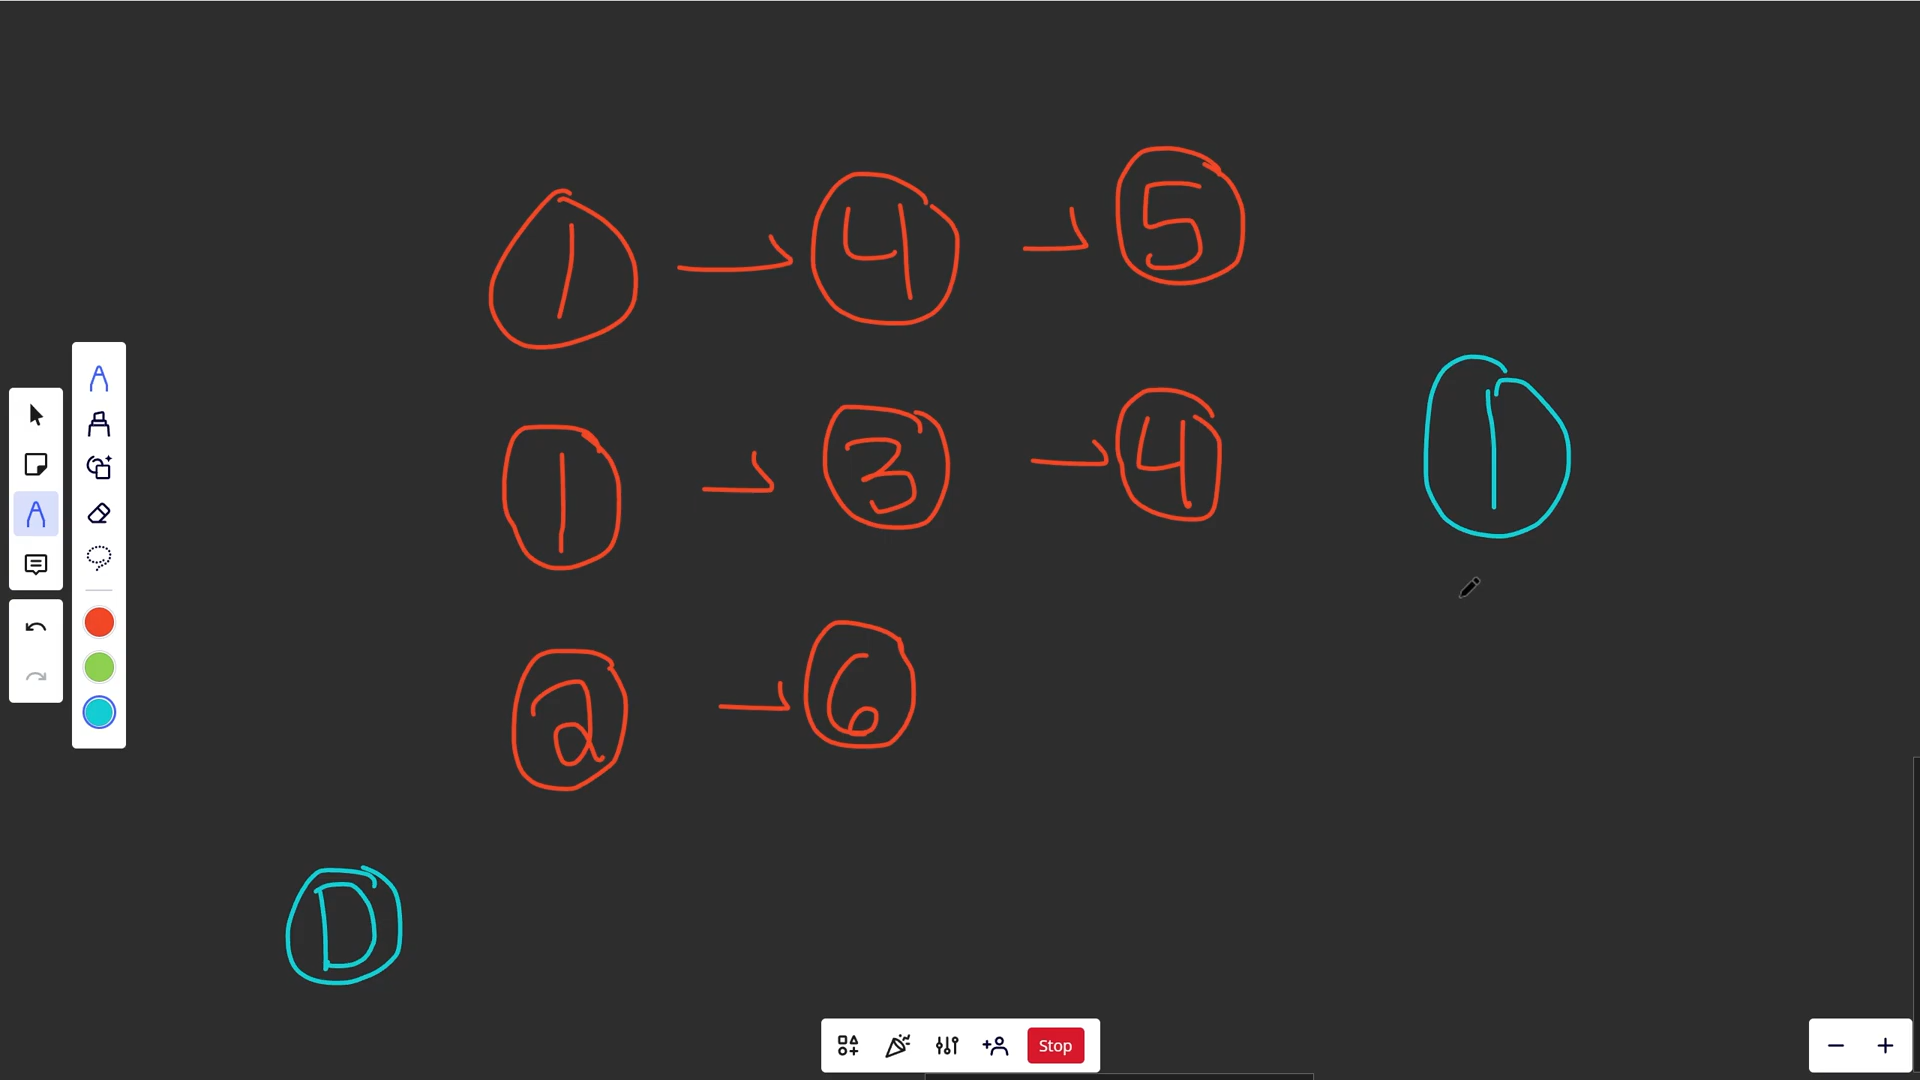 1 → 4 → 5
1 → 3 → 4
1
2 → 6
D
Stop